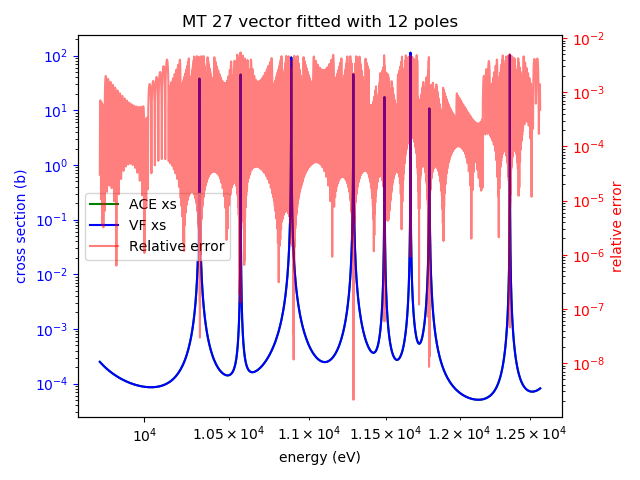 MT 27 vector fitted with 12 poles
10²
10¹
10⁰
10⁻¹
10⁻²
10⁻³
10⁻⁴
cross section (b)
ACE xs
VF xs
Relative error
10⁻²
10⁻³
10⁻⁴
10⁻⁵
10⁻⁶
10⁻⁷
10⁻⁸
relative error
10⁴ 1.05 × 10⁴ 1.1 × 10⁴ 1.15 × 10⁴ 1.2 × 10⁴ 1.25 × 10⁴
energy (eV)